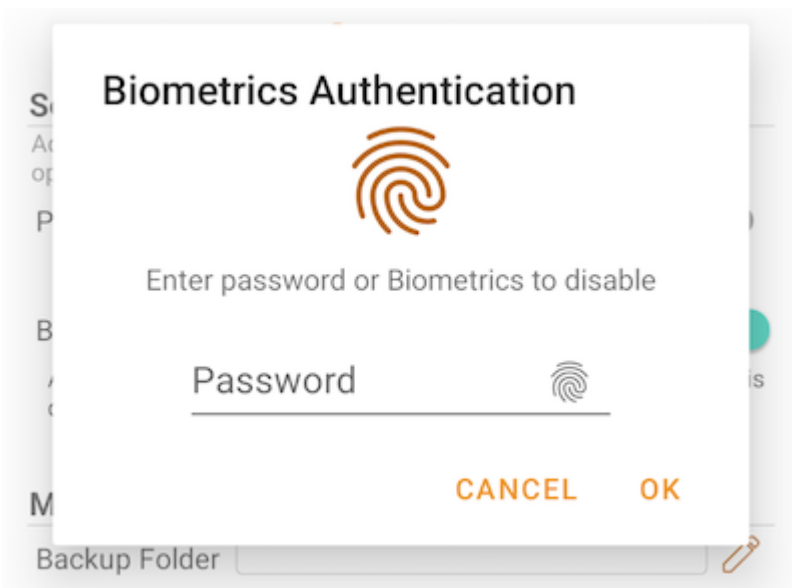 Biometrics Authentication
Enter password or Biometrics to disable
Password
CANCEL OK
Backup Folder